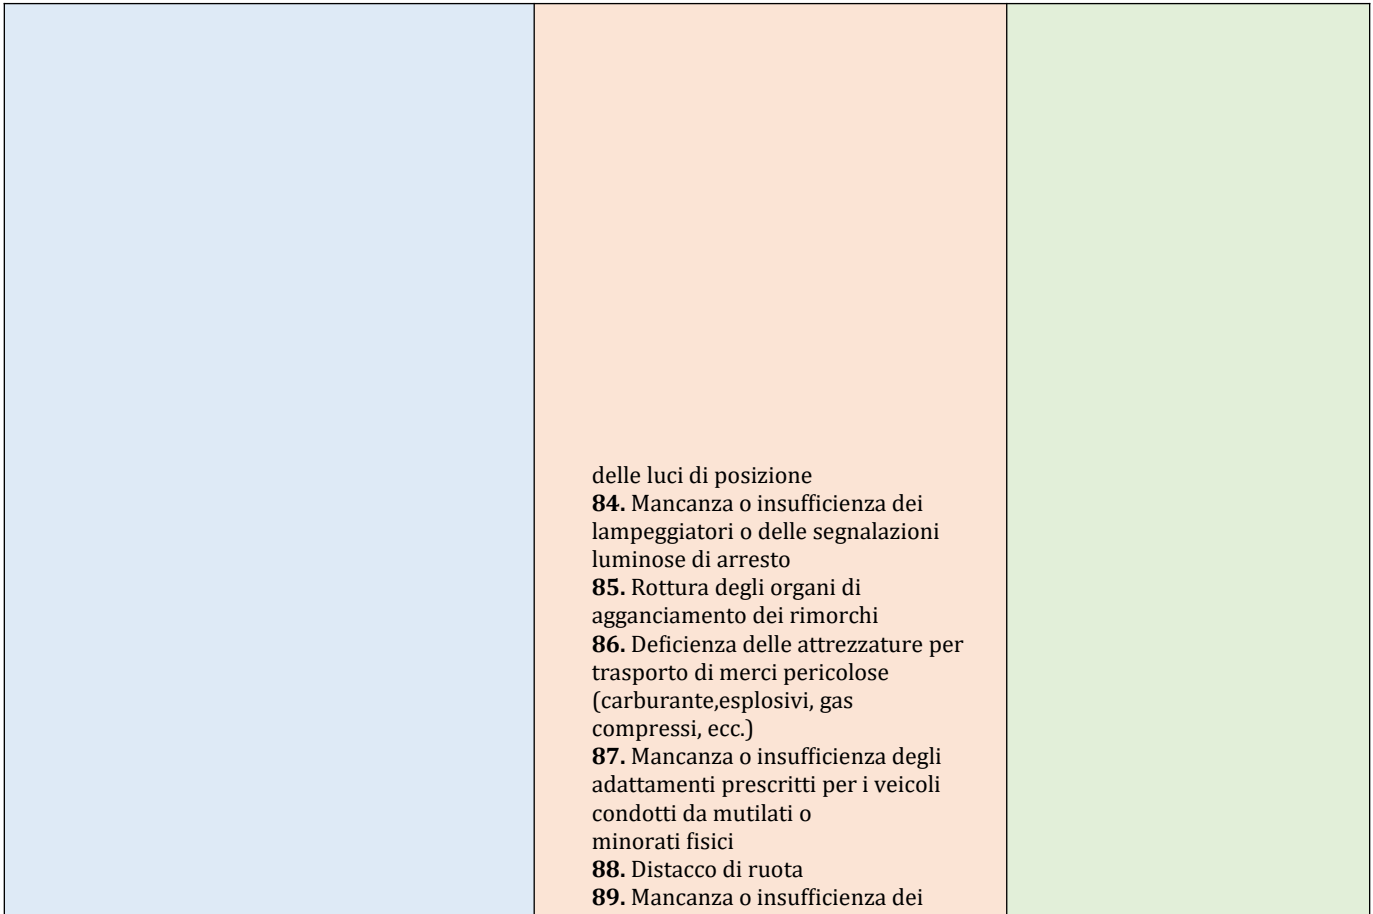 delle luci di posizione
84. Mancanza o insufficienza dei
lampeggiatori o delle segnalazioni
luminose di arresto
85. Rottura degli organi di
agganciamento dei rimorchi
86. Deficienza delle attrezzature per
trasporto di merci pericolose
(carburante,esplosivi, gas
compressi, ecc.)
87. Mancanza o insufficienza degli
adattamenti prescritti per i veicoli
condotti da mutilati o
minorati fisici
88. Distacco di ruota
89. Mancanza o insufficienza dei